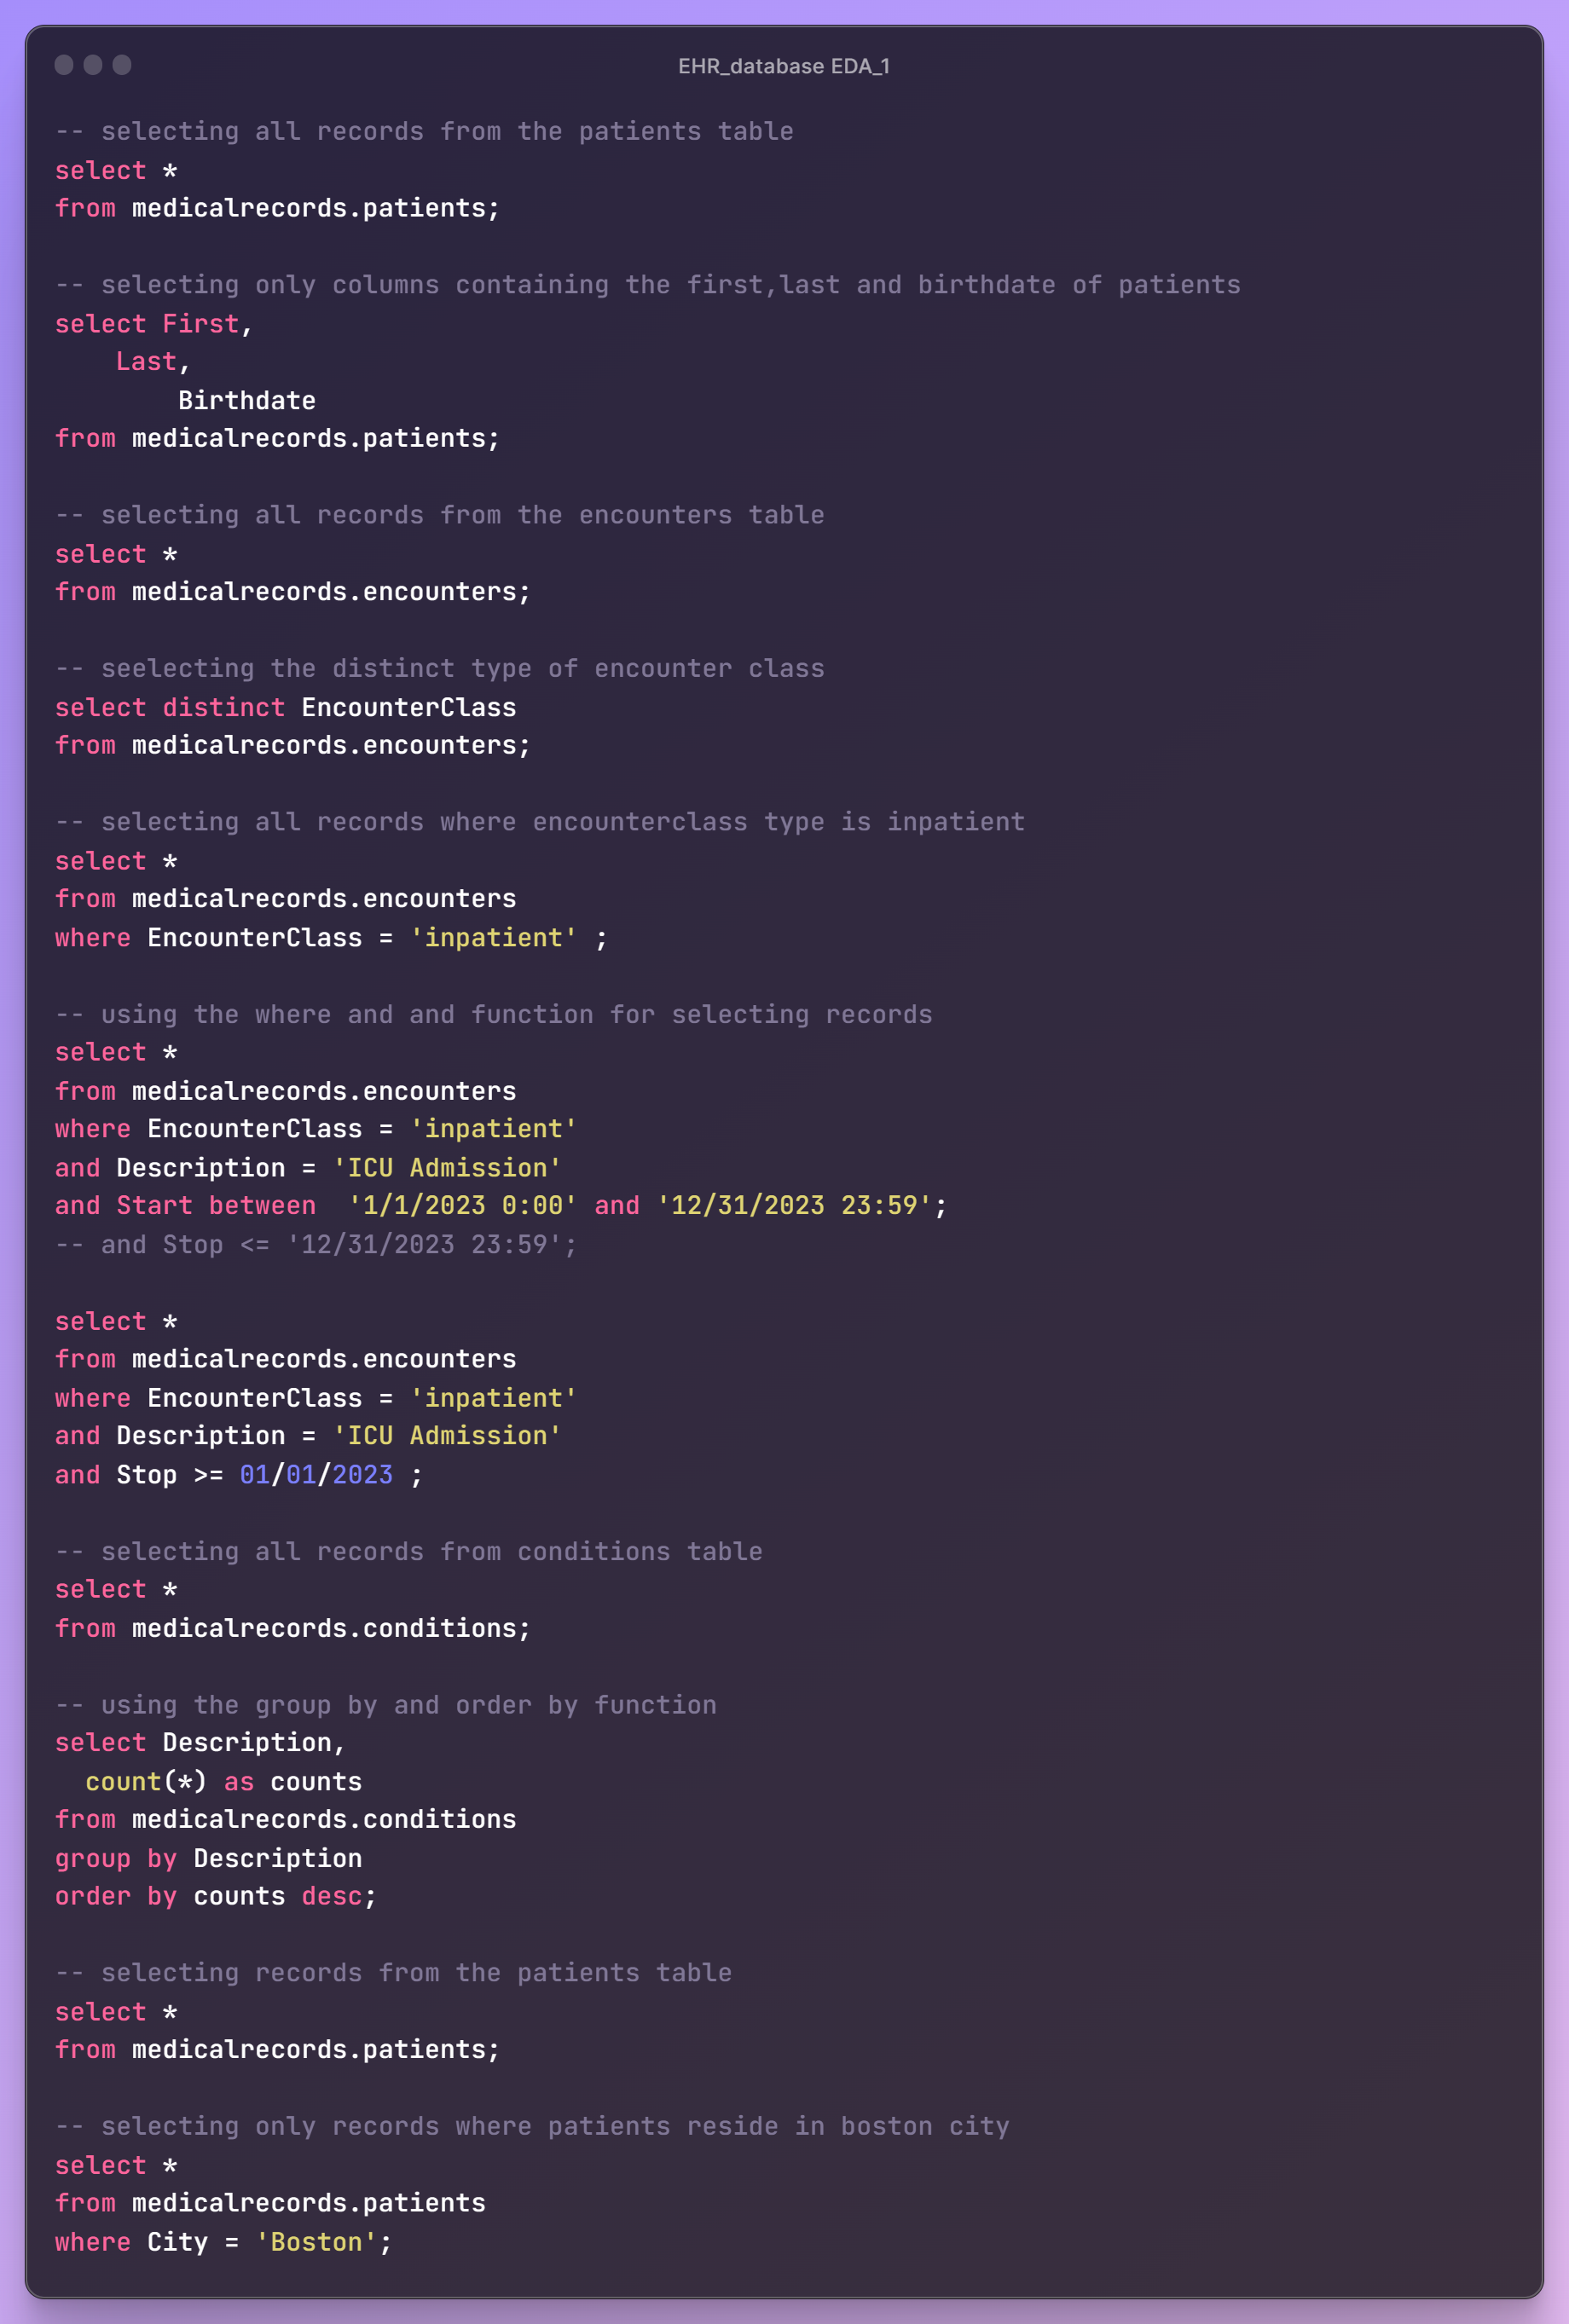 EHR_database EDA_1
-- selecting all records from the patients table
select *
from medicalrecords.patients;
-- selecting only columns containing the first,last and birthdate of patients
select First,
Last,
Birthdate
from medicalrecords.patients;
-- selecting all records from the encounters table
select *
from medicalrecords.encounters;
-- seelecting the distinct type of encounter class
select distinct EncounterClass
from medicalrecords.encounters;
-- selecting all records where encounterclass type is inpatient
select *
from medicalrecords.encounters
where EncounterClass = 'inpatient' ;
-- using the where and and function for selecting records
select *
from medicalrecords.encounters
where EncounterClass = 'inpatient'
and Description = 'ICU Admission'
and Start between  '1/1/2023 0:00' and '12/31/2023 23:59';
-- and Stop <= '12/31/2023 23:59';
select *
from medicalrecords.encounters
where EncounterClass = 'inpatient'
and Description = 'ICU Admission'
and Stop >= 01/01/2023 ;
-- selecting all records from conditions table
select *
from medicalrecords.conditions;
-- using the group by and order by function
select Description,
count(*) as counts
from medicalrecords.conditions
group by Description
order by counts desc;
-- selecting records from the patients table
select *
from medicalrecords.patients;
-- selecting only records where patients reside in boston city
select *
from medicalrecords.patients
where City = 'Boston';